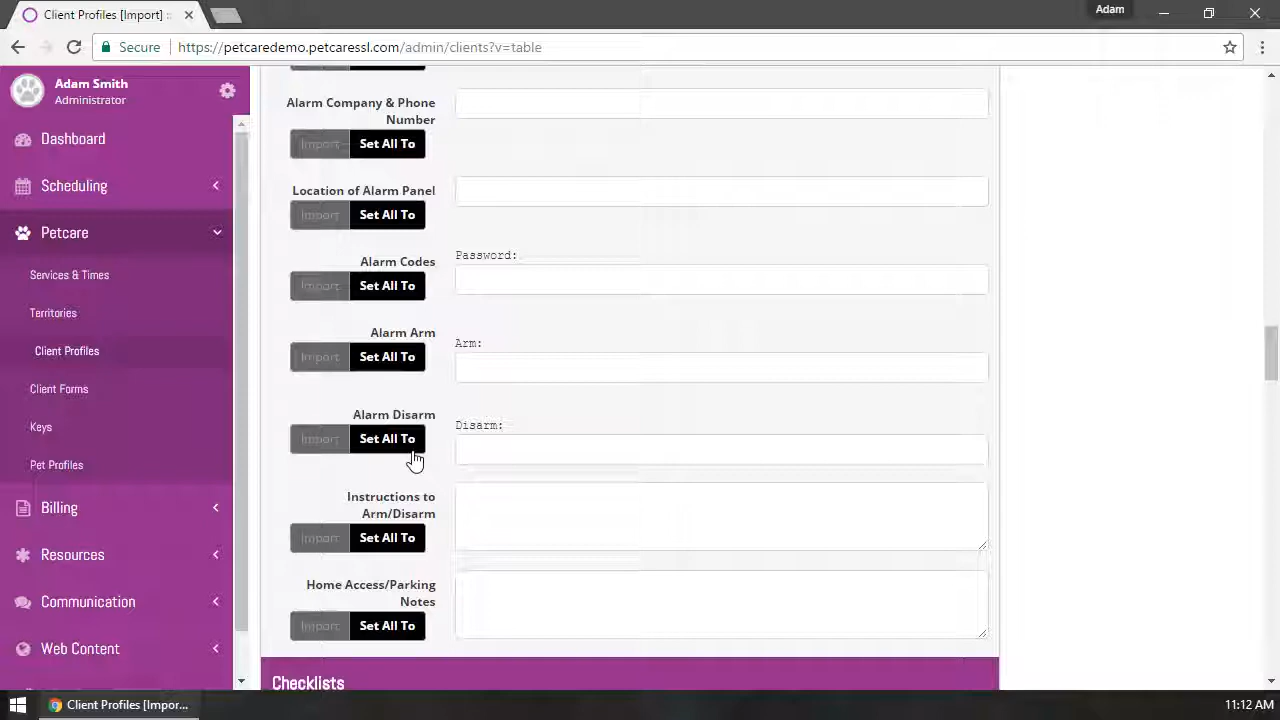 Client Profiles [Import] ::
Adam
Secure
https://petcaredemo.petcaressl.com/admin/clients?v=table
Adam Smith
Administrator
Dashboard
Scheduling
Petcare
Services & Times
Territories
Client Profiles
Client Forms
Keys
Pet Profiles
Billing
Resources
Communication
Web Content
Alarm Company & Phone
Number
Import Set All To
Location of Alarm Panel
Import Set All To
Alarm Codes
Password:
Import Set All To
Alarm Arm
Arm:
Import Set All To
Alarm Disarm
Disarm:
Import Set All To
Instructions to
Arm/Disarm
Import Set All To
Home Access/Parking
Notes
Import Set All To
Checklists
Client Profiles [Impor...
11:12 AM